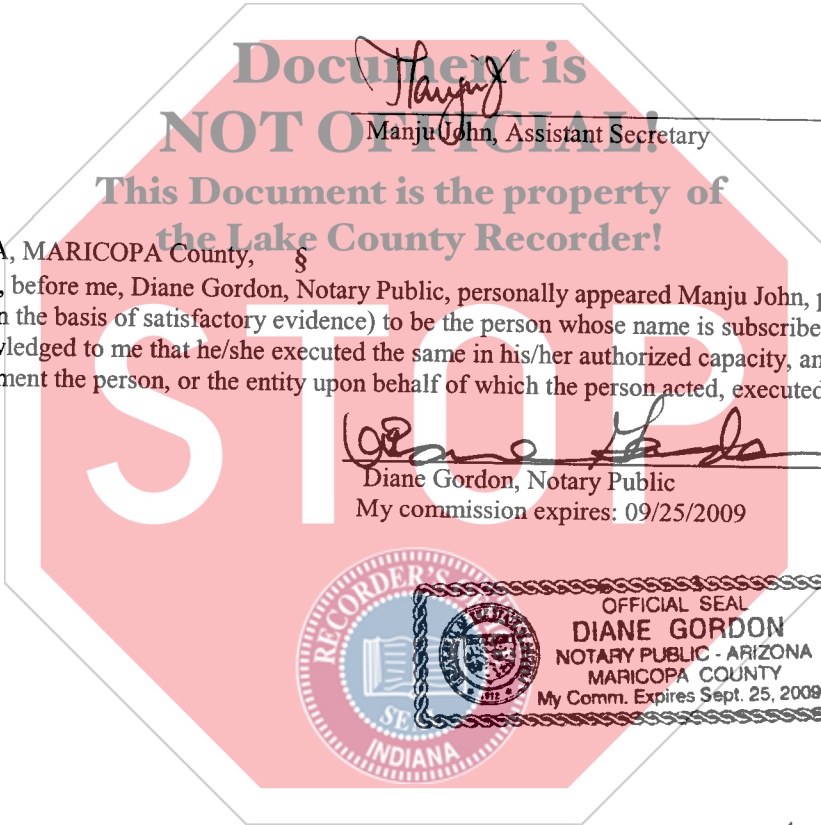 Document is
NOT OFFICIAL!
This Document is the property of
the Lake County Recorder!
STOP
Manju J
Manju John, Assistant Secretary
A, MARICOPA County, §
, before me, Diane Gordon, Notary Public, personally appeared Manju John, p
n the basis of satisfactory evidence) to be the person whose name is subscribe
wledged to me that he/she executed the same in his/her authorized capacity, an
ment the person, or the entity upon behalf of which the person acted, executed
Diane Gordon
Diane Gordon, Notary Public
My commission expires: 09/25/2009
RECORDER'S
SEAL
INDIANA
OFFICIAL SEAL
DIANE GORDON
NOTARY PUBLIC - ARIZONA
MARICOPA COUNTY
My Comm. Expires Sept. 25, 2009
1912